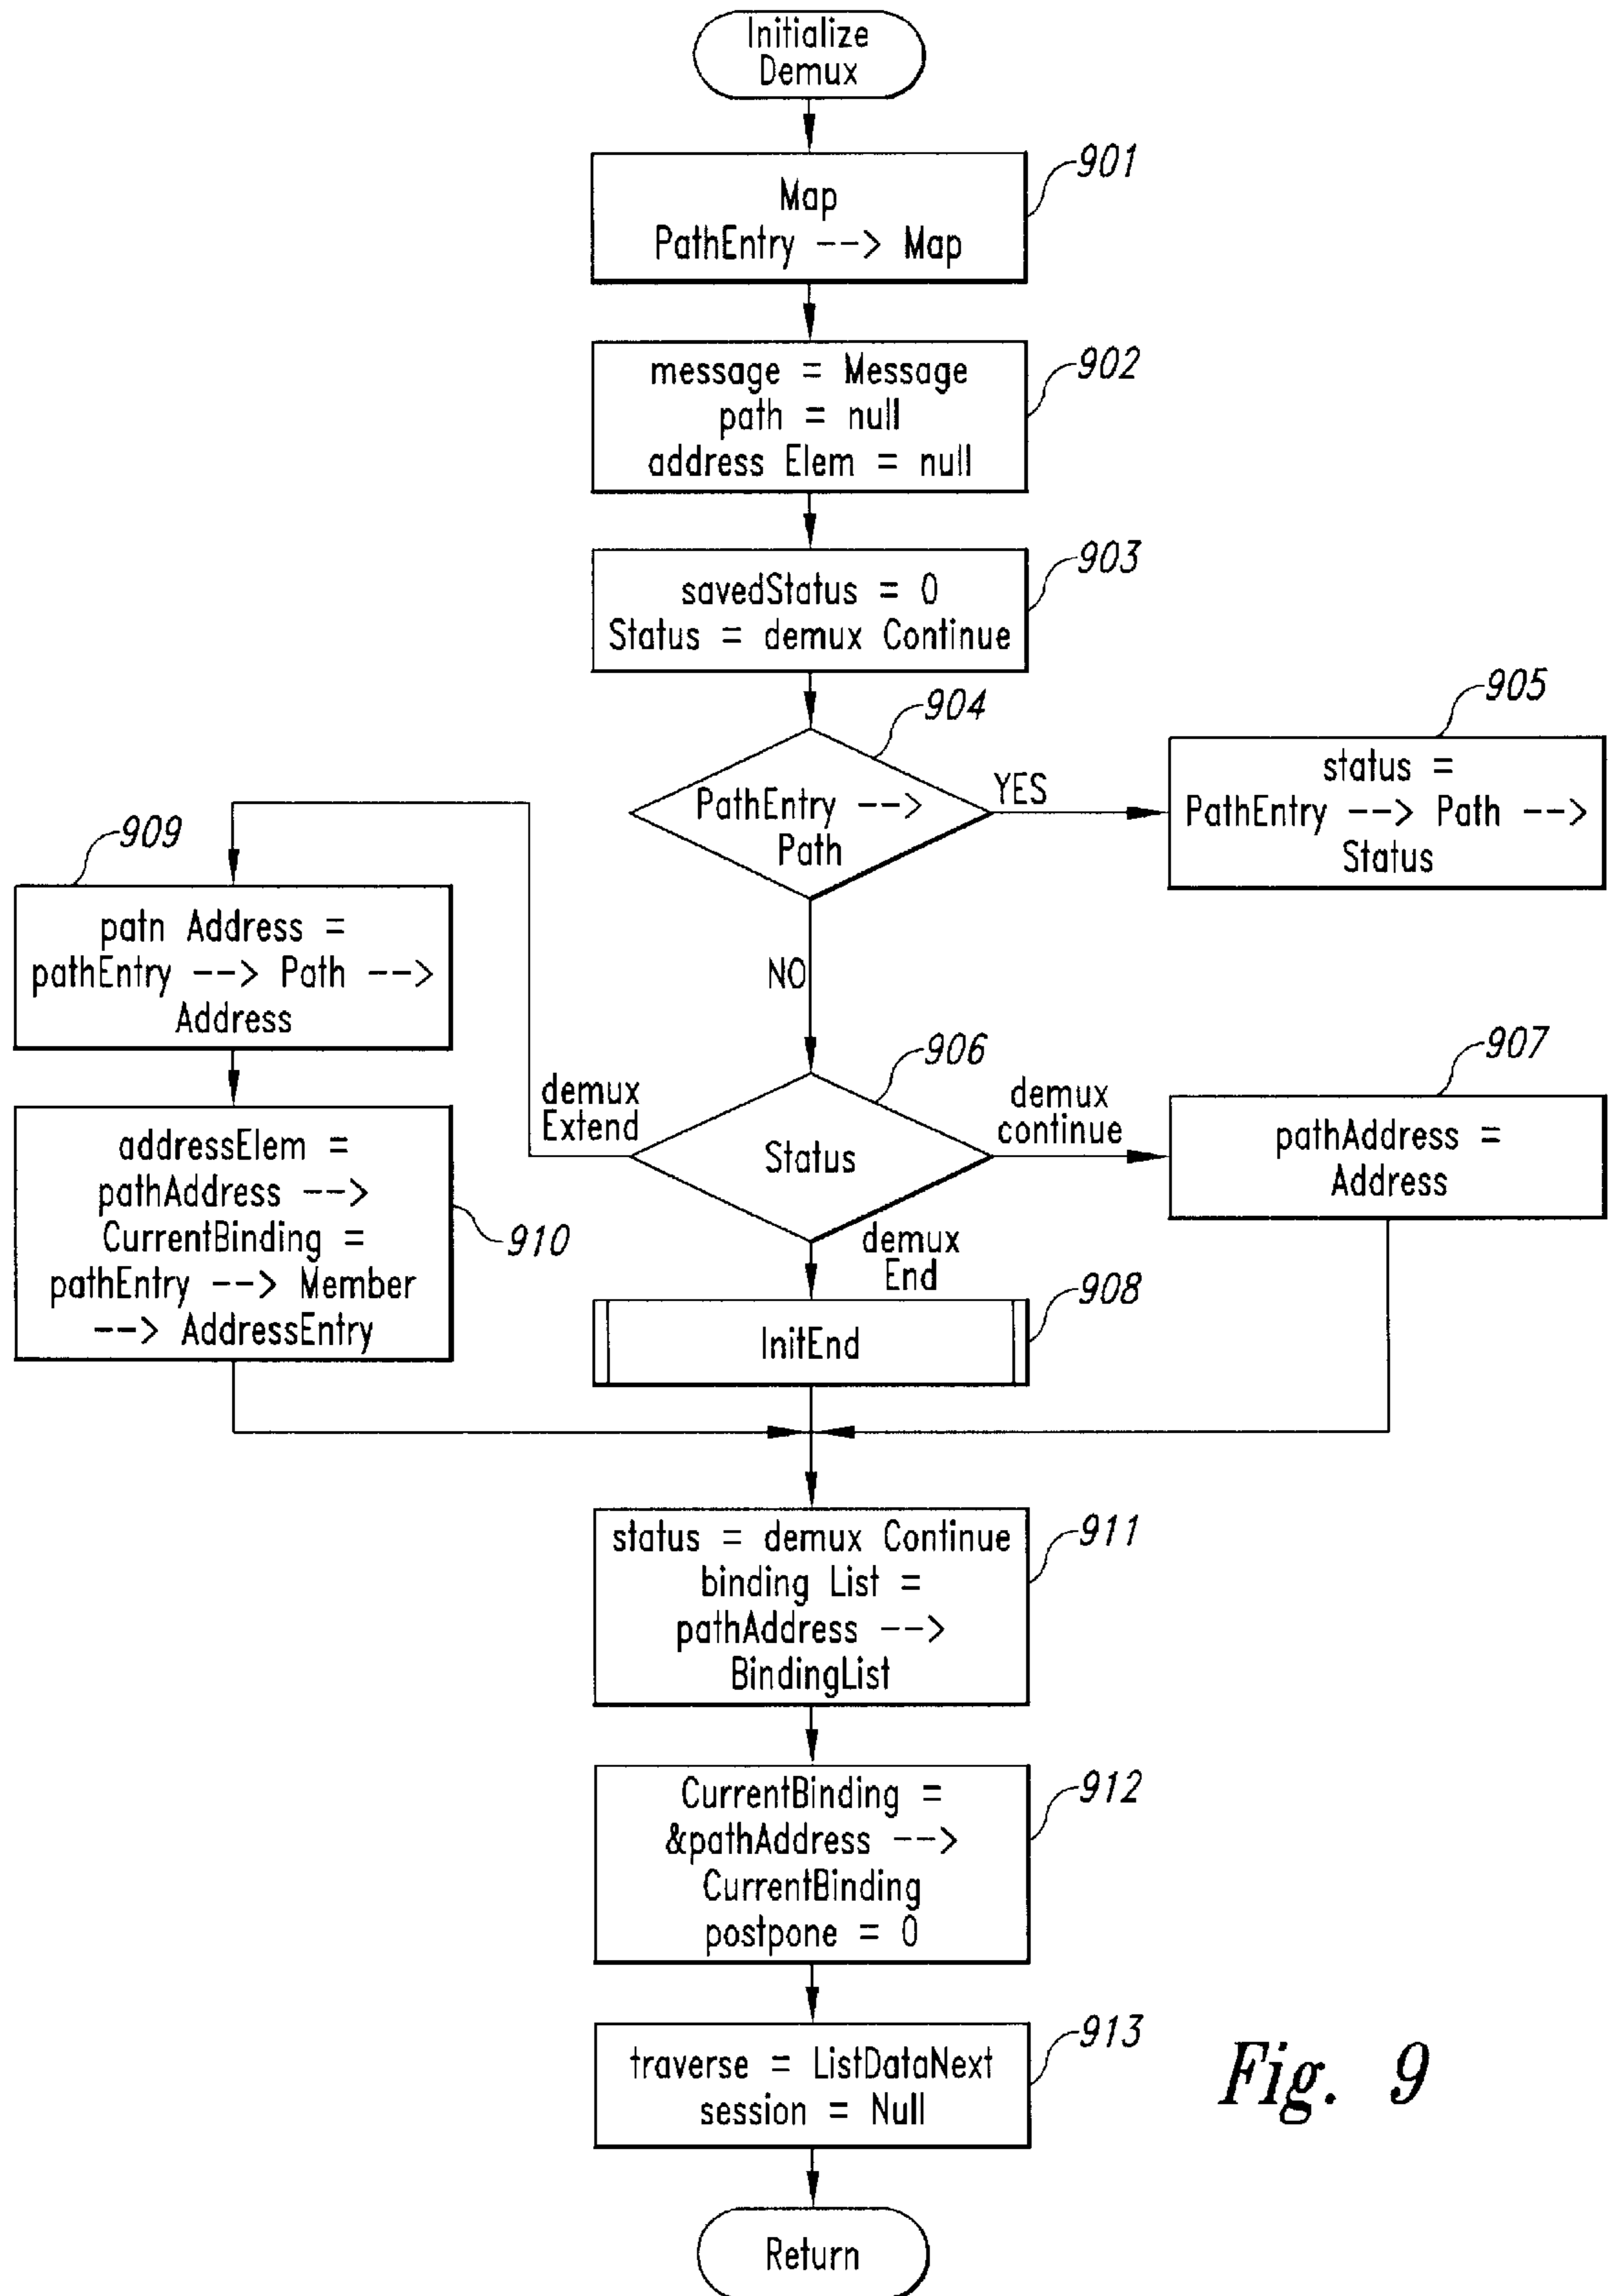 Initialize
Demux
901
Map
PathEntry --> Map
902
message = Message
path = null
address Elem = null
903
savedStatus = 0
Status = demux Continue
904
PathEntry -->
Path
YES
905
status =
PathEntry --> Path -->
Status
NO
909
patn Address =
pathEntry --> Path -->
Address
906
Status
demux
Extend
demux
continue
907
pathAddress =
Address
demux
End
910
addressElem =
pathAddress -->
CurrentBinding =
pathEntry --> Member
--> AddressEntry
908
InitEnd
911
status = demux Continue
binding List =
pathAddress -->
BindingList
912
CurrentBinding =
&pathAddress -->
CurrentBinding
postpone = 0
913
traverse = ListDataNext
session = Null
Return
Fig. 9